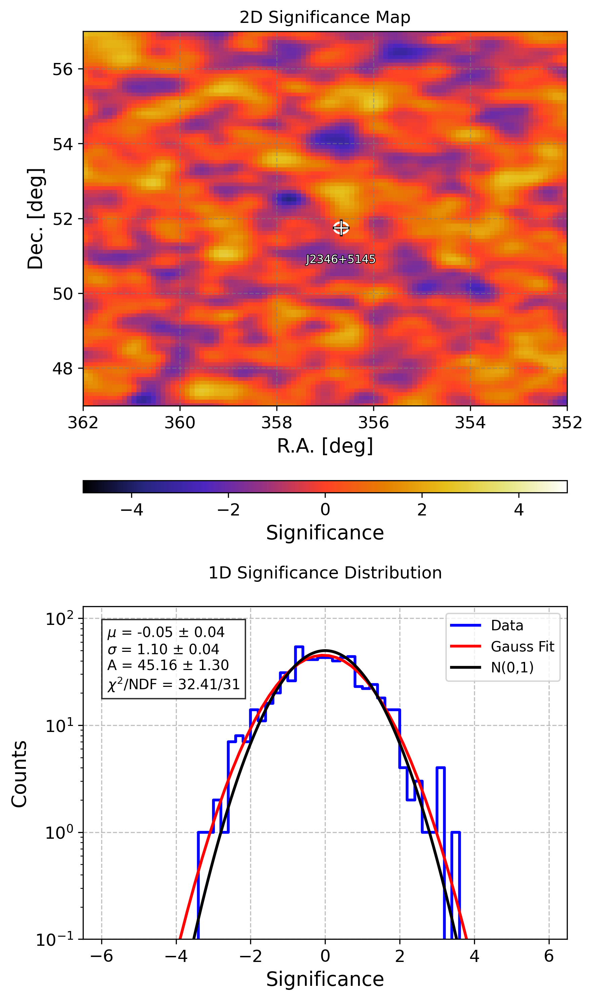 2D Significance Map
56
54
52
50
48
Dec. [deg]
J2346+5145
362 360 358 356 354 352
R.A. [deg]
−4 −2 0 2 4
Significance
1D Significance Distribution
10²
10¹
10⁰
10⁻¹
Counts
μ = -0.05 ± 0.04
σ = 1.10 ± 0.04
A = 45.16 ± 1.30
χ²/NDF = 32.41/31
Data
Gauss Fit
N(0,1)
−6 −4 −2 0 2 4 6
Significance